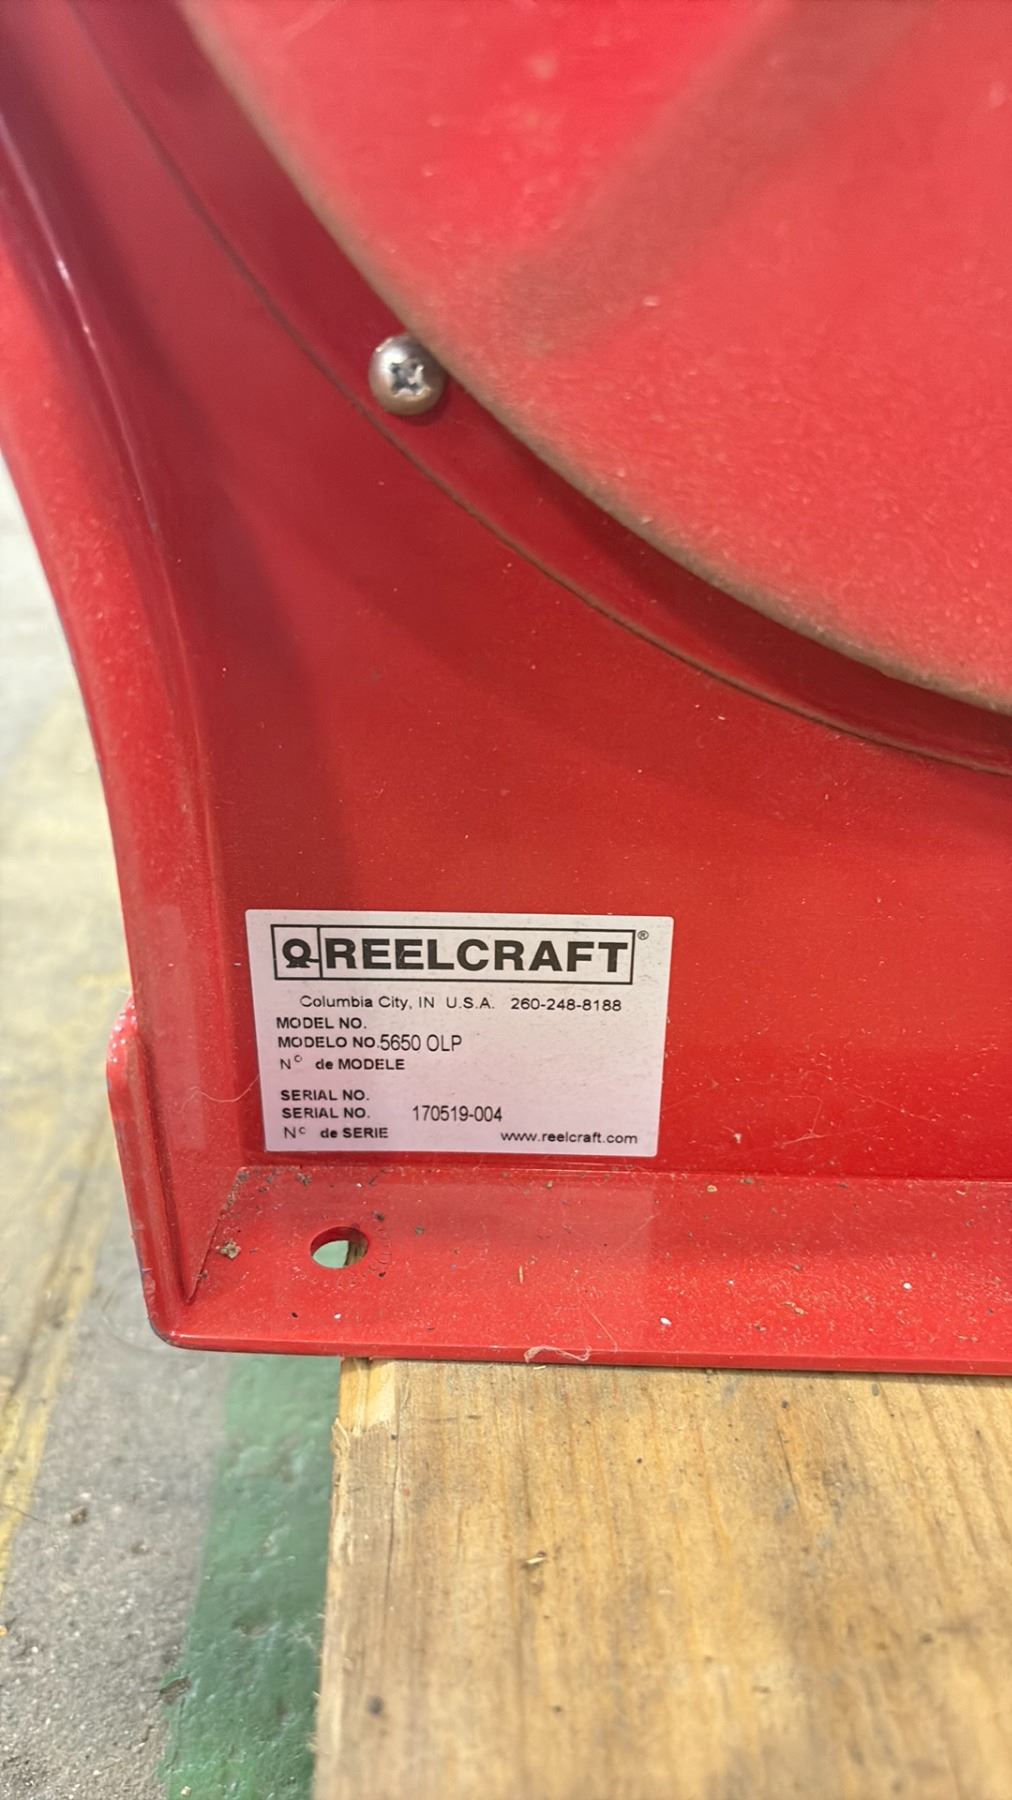 REELCRAFT®
Columbia City, IN U.S.A. 260-248-8188
MODEL NO.
MODELO NO. 5650 OLP
N° de MODELE
SERIAL NO.
SERIAL NO. 170519-004
N° de SERIE www.reelcraft.com